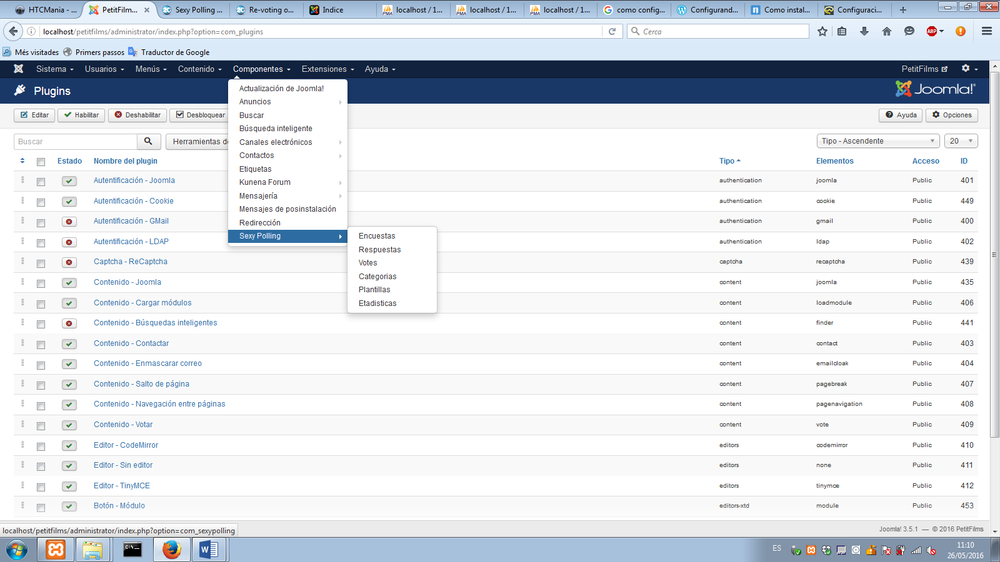 HTCMania - ...
PetitFilm...
Sexy Polling ...
Re-voting o...
Indice
localhost / 1...
localhost / 1...
localhost / 1...
como config...
Configurand...
Como instal...
Configuraci...
localhost/petitfilms/administrator/index.php?option=com_plugins
Cerca
ABP
Més visitades
Primers passos
Traductor de Google
Sistema
Usuarios
Menús
Contenido
Componentes
Extensiones
Ayuda
PetitFilms
Plugins
Joomla!
Editar
Habilitar
Deshabilitar
Desbloquear
Ayuda
Opciones
Buscar
Herramientas de
Tipo - Ascendente
20
Actualización de Joomla!
Anuncios
Buscar
Búsqueda inteligente
Canales electrónicos
Contactos
Etiquetas
Kunena Forum
Mensajería
Mensajes de posinstalación
Redirección
Sexy Polling
Encuestas
Respuestas
Votes
Categorias
Plantillas
Etadisticas
Estado Nombre del plugin Tipo Elementos Acceso ID
Autentificación - Joomla authentication joomla Public 401
Autentificación - Cookie authentication cookie Public 449
Autentificación - GMail authentication gmail Public 400
Autentificación - LDAP authentication ldap Public 402
Captcha - ReCaptcha captcha recaptcha Public 439
Contenido - Joomla content joomla Public 435
Contenido - Cargar módulos content loadmodule Public 406
Contenido - Búsquedas inteligentes content finder Public 441
Contenido - Contactar content contact Public 403
Contenido - Enmascarar correo content emailcloak Public 404
Contenido - Salto de página content pagebreak Public 407
Contenido - Navegación entre páginas content pagenavigation Public 408
Contenido - Votar content vote Public 409
Editor - CodeMirror editors codemirror Public 410
Editor - Sin editor editors none Public 411
Editor - TinyMCE editors tinymce Public 412
Botón - Módulo editors-xtd module Public 453
localhost/petitfilms/administrator/index.php?option=com_sexypolling
Joomla! 3.5.1 — © 2016 PetitFilms
ES
11:10
26/05/2016